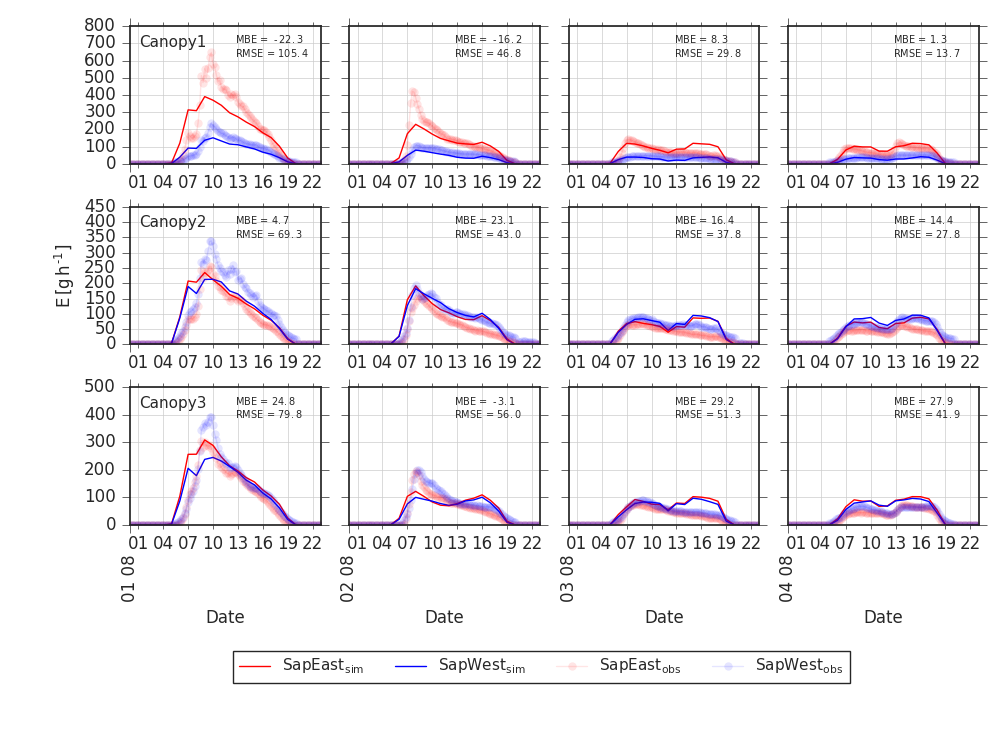 800
700
600
500
400
300
200
100
0
Canopy1
MBE = -22.3
RMSE = 105.4
MBE = -16.2
RMSE = 46.8
MBE = 8.3
RMSE = 29.8
MBE = 1.3
RMSE = 13.7
01 04 07 10 13 16 19 22
01 04 07 10 13 16 19 22
01 04 07 10 13 16 19 22
01 04 07 10 13 16 19 22
E [g h⁻¹]
450
400
350
300
250
200
150
100
50
0
Canopy2
MBE = 4.7
RMSE = 69.3
MBE = 23.1
RMSE = 43.0
MBE = 16.4
RMSE = 37.8
MBE = 14.4
RMSE = 27.8
01 04 07 10 13 16 19 22
01 04 07 10 13 16 19 22
01 04 07 10 13 16 19 22
01 04 07 10 13 16 19 22
500
400
300
200
100
0
Canopy3
MBE = 24.8
RMSE = 79.8
MBE = -3.1
RMSE = 56.0
MBE = 29.2
RMSE = 51.3
MBE = 27.9
RMSE = 41.9
01 04 07 10 13 16 19 22
01 04 07 10 13 16 19 22
01 04 07 10 13 16 19 22
01 04 07 10 13 16 19 22
01 08
02 08
03 08
04 08
Date
Date
Date
Date
SapEast_sim SapWest_sim SapEast_obs SapWest_obs